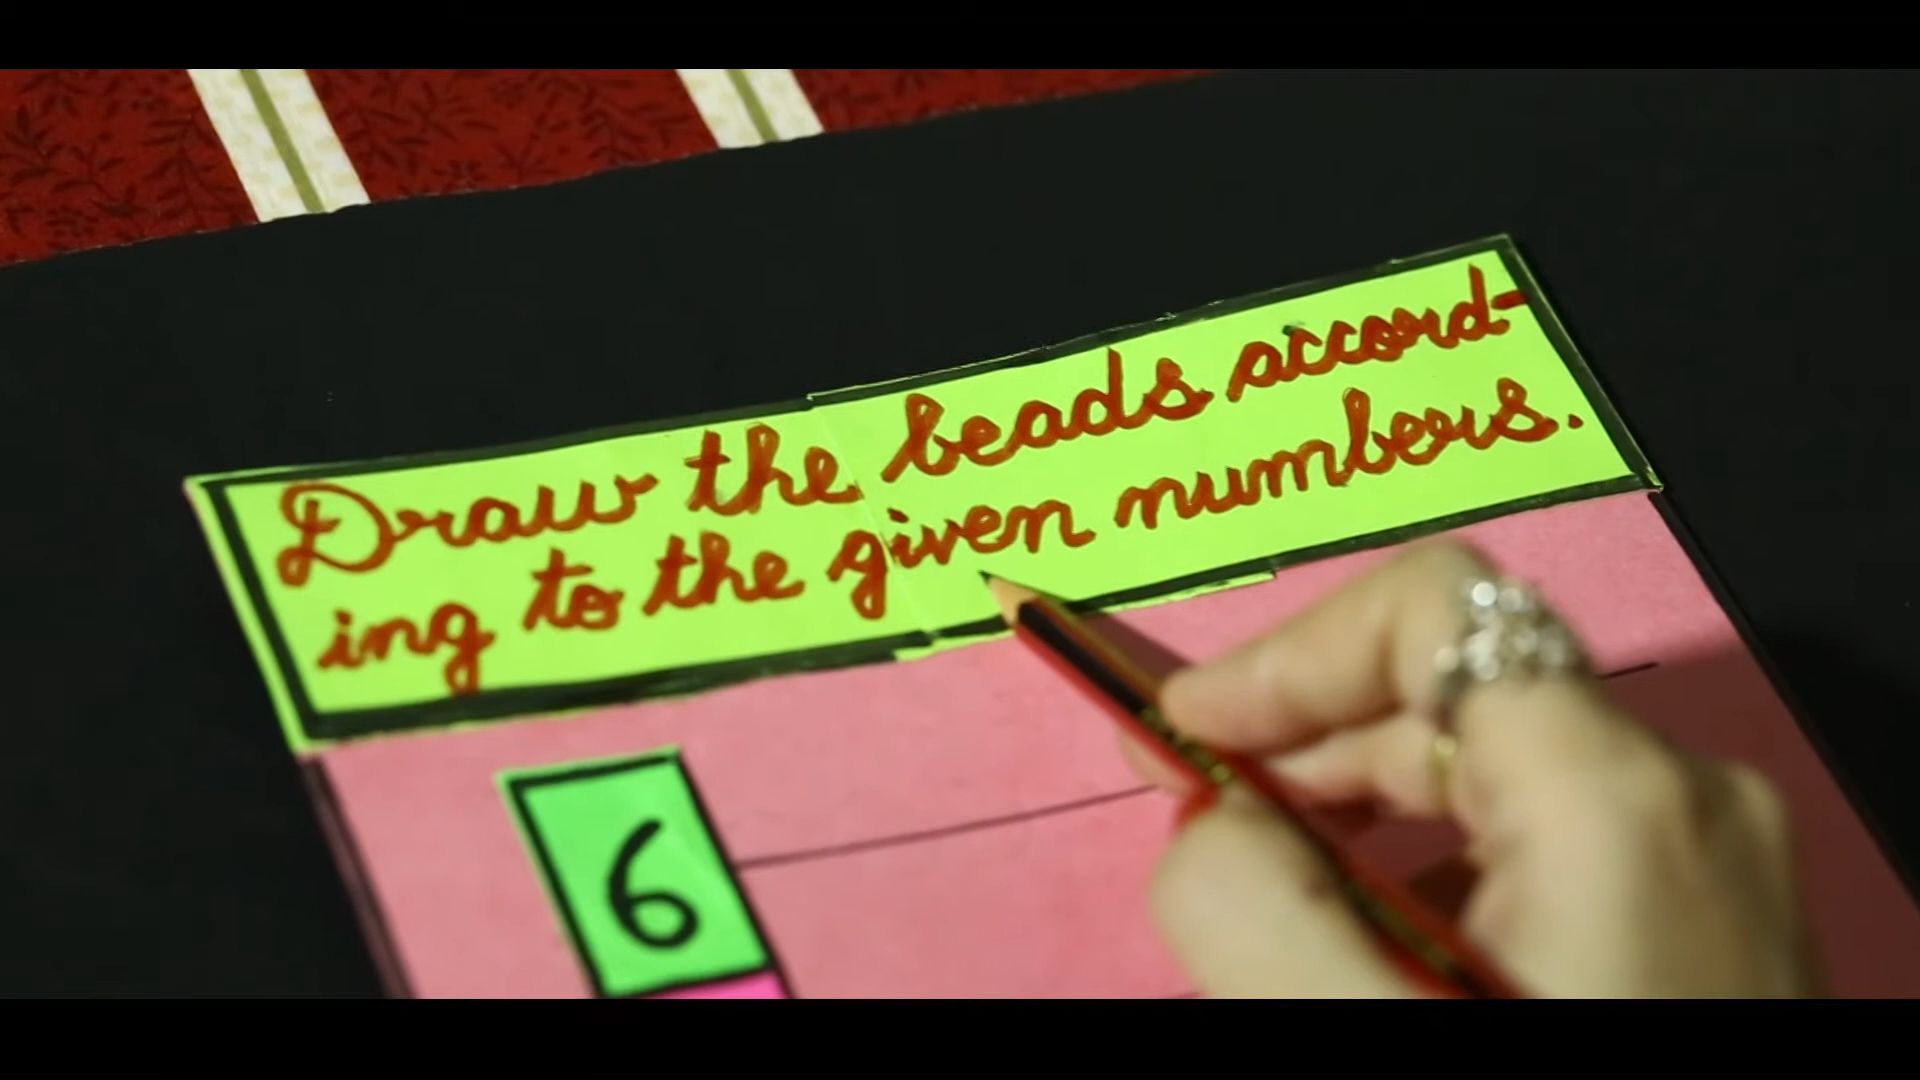 Draw the beads accord-
ing to the given numbers.
6